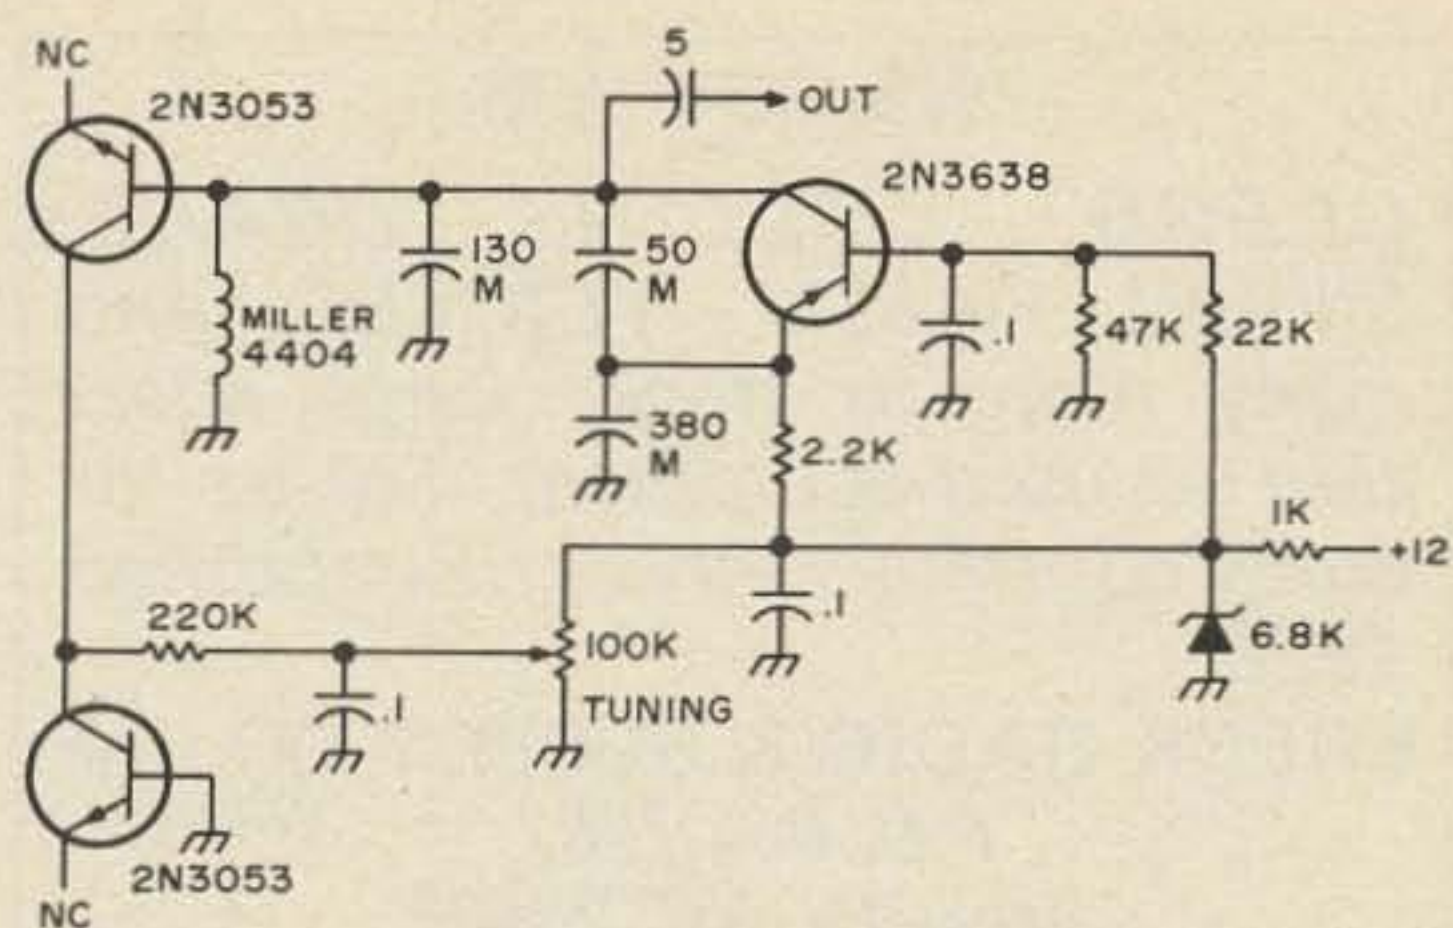 NC
2N3053
5
OUT
2N3638
130
M
50
M
MILLER
4404
.1
47K
22K
380
M
2.2K
1K
+12
220K
100K
.1
6.8K
.1
TUNING
2N3053
NC